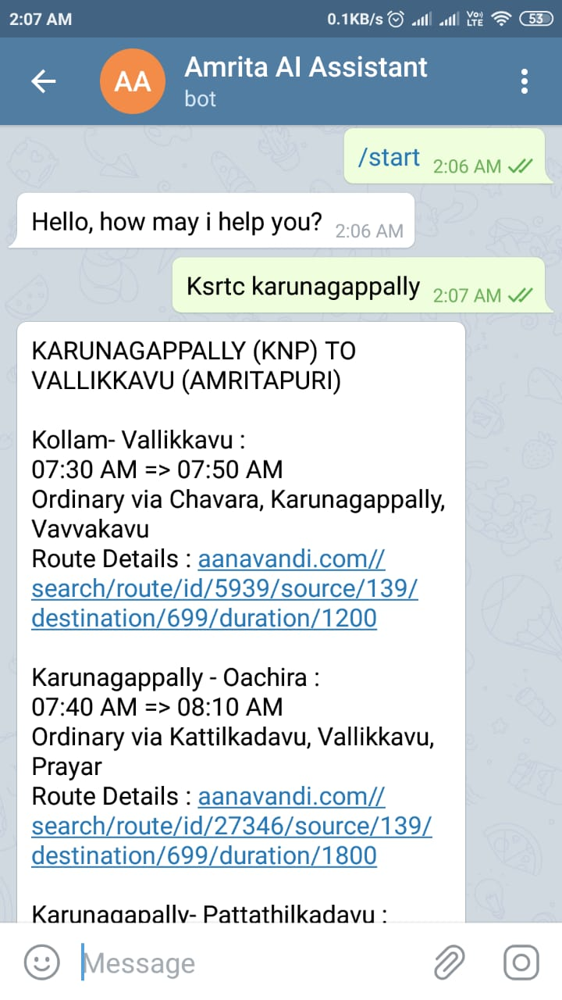 2:07 AM 0.1KB/s Vo)) LTE 53
AA Amrita AI Assistant
bot
/start 2:06 AM
Hello, how may i help you? 2:06 AM
Ksrtc karunagappally 2:07 AM
KARUNAGAPPALLY (KNP) TO
VALLIKKAVU (AMRITAPURI)
Kollam- Vallikkavu :
07:30 AM => 07:50 AM
Ordinary via Chavara, Karunagappally,
Vavvakavu
Route Details : aanavandi.com//
search/route/id/5939/source/139/
destination/699/duration/1200
Karunagappally - Oachira :
07:40 AM => 08:10 AM
Ordinary via Kattilkadavu, Vallikkavu,
Prayar
Route Details : aanavandi.com//
search/route/id/27346/source/139/
destination/699/duration/1800
Karunagapally- Pattathilkadavu :
Message